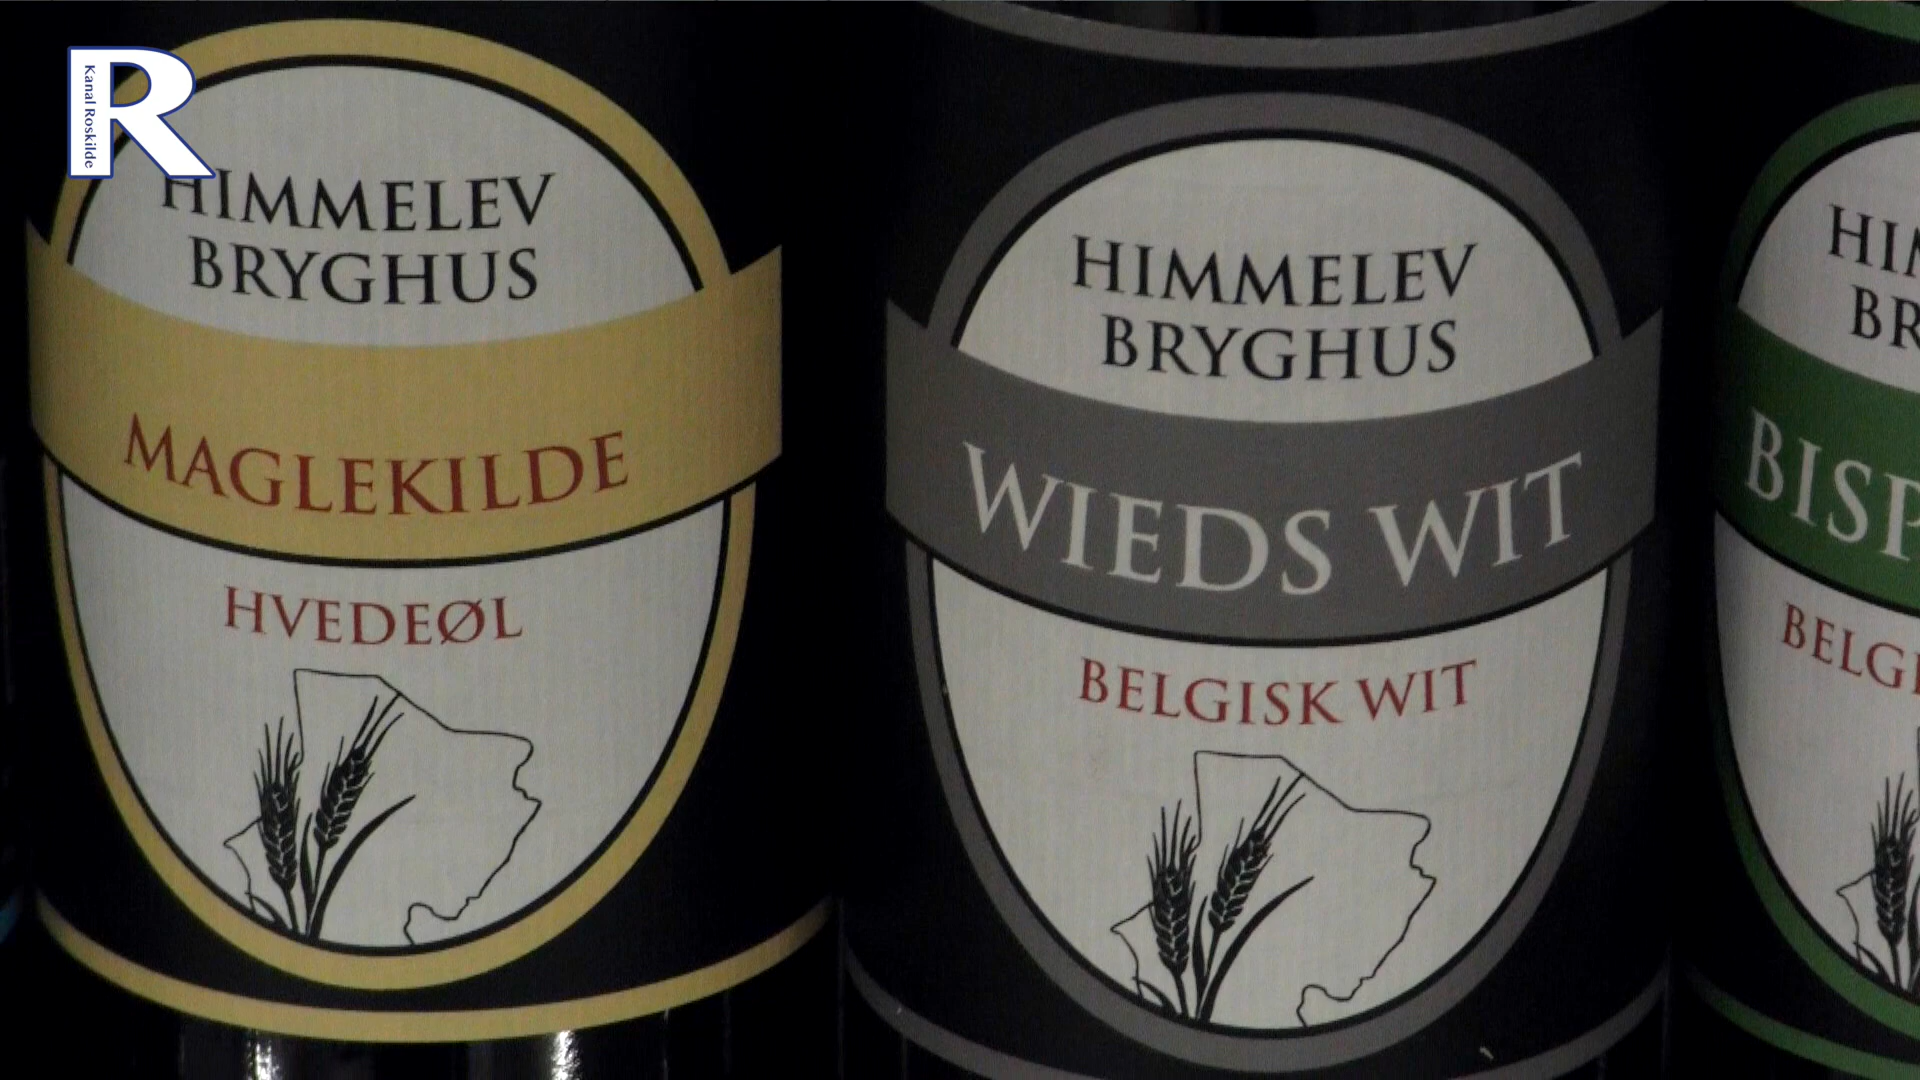 R
Kanal Roskilde
HIMMELEV
BRYGHUS
MAGLEKILDE
HVEDEØL
HIMMELEV
BRYGHUS
WIEDS WIT
BELGISK WIT